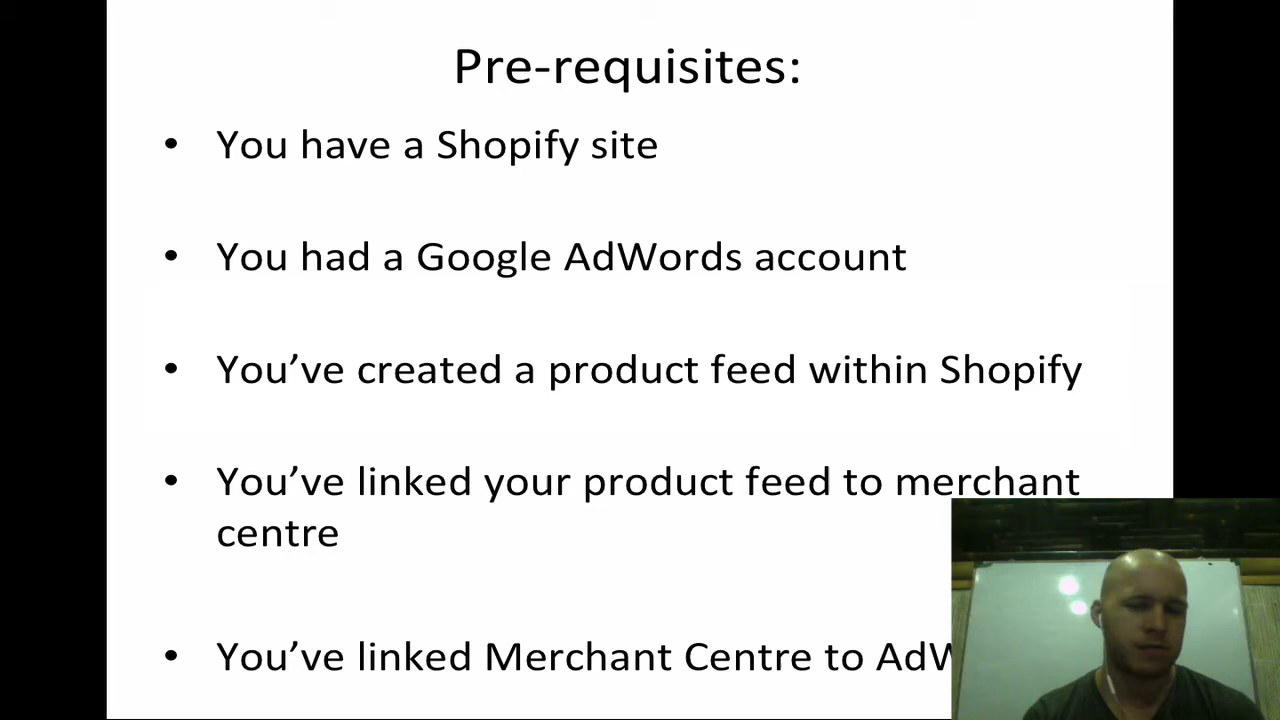 Pre-requisites:
• You have a Shopify site
• You had a Google AdWords account
• You’ve created a product feed within Shopify
• You’ve linked your product feed to merchant
centre
• You’ve linked Merchant Centre to